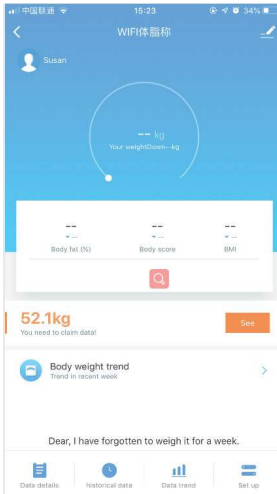 中国联通 15:23 34%
WIFI体脂称
Susan
-- kg
Your weightDown--kg
-- -- --
-- -- --
Body fat (%) Body score BMI
52.1kg
You need to claim data!
See
Body weight trend
Trend in recent week
Dear, I have forgotten to weigh it for a week.
Data details historical data Data trend Set up